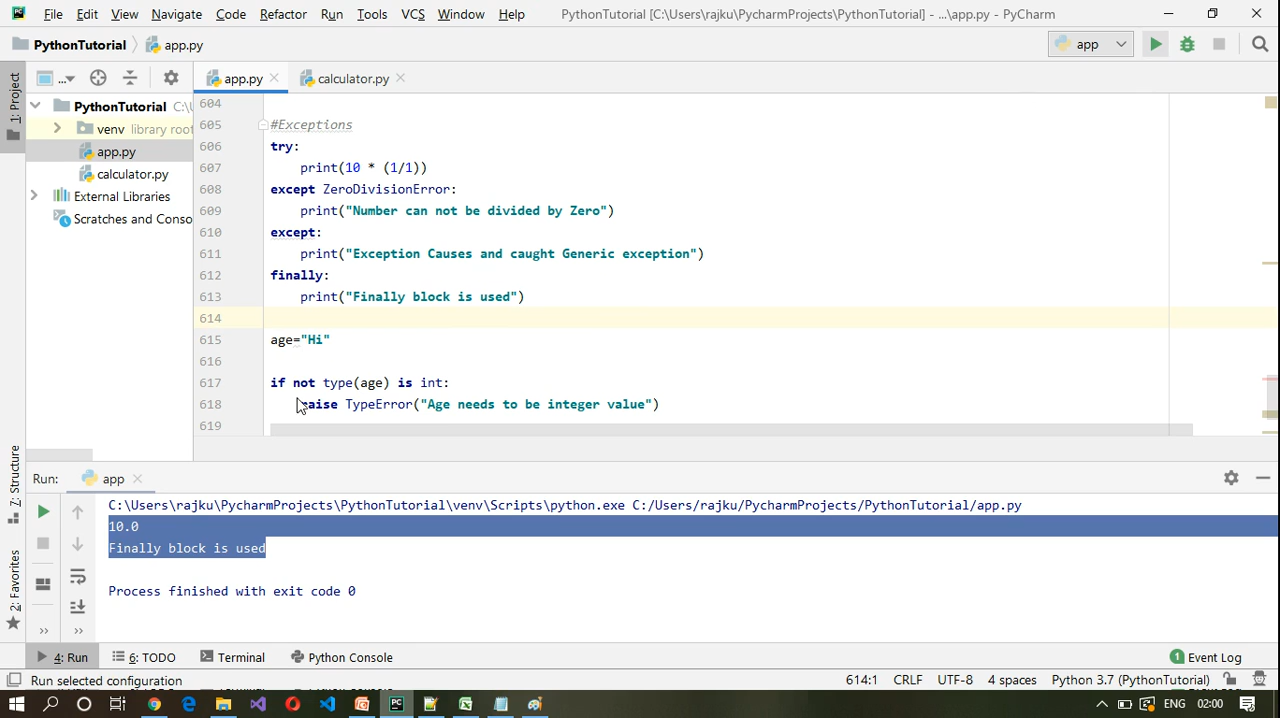 File Edit View Navigate Code Refactor Run Tools VCS Window Help PythonTutorial [C:\Users\rajku\PycharmProjects\PythonTutorial] - ...\app.py - PyCharm
PythonTutorial app.py app
1: Project
... app.py calculator.py
PythonTutorial C:\U
venv library root
app.py
calculator.py
External Libraries
Scratches and Conso
604
605 #Exceptions
606 try:
607 print(10 * (1/1))
608 except ZeroDivisionError:
609 print("Number can not be divided by Zero")
610 except:
611 print("Exception Causes and caught Generic exception")
612 finally:
613 print("Finally block is used")
614
615 age="Hi"
616
617 if not type(age) is int:
618 raise TypeError("Age needs to be integer value")
619
7: Structure
2: Favorites
Run: app
C:\Users\rajku\PycharmProjects\PythonTutorial\venv\Scripts\python.exe C:/Users/rajku/PycharmProjects/PythonTutorial/app.py
10.0
Finally block is used
Process finished with exit code 0
4: Run 6: TODO Terminal Python Console 1 Event Log
Run selected configuration 614:1 CRLF UTF-8 4 spaces Python 3.7 (PythonTutorial)
ENG 02:00